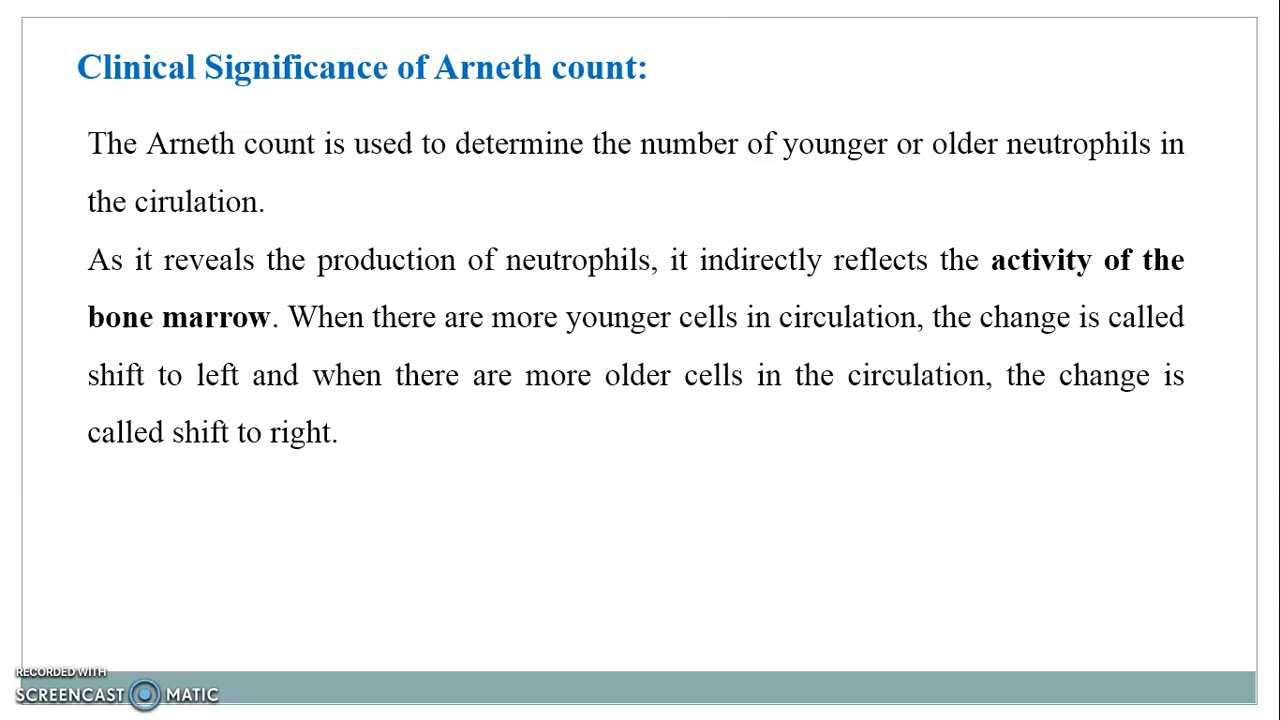 Clinical Significance of Arneth count:
The Arneth count is used to determine the number of younger or older neutrophils in
the cirulation.
As it reveals the production of neutrophils, it indirectly reflects the activity of the
bone marrow. When there are more younger cells in circulation, the change is called
shift to left and when there are more older cells in the circulation, the change is
called shift to right.
RECORDED WITH
SCREENCAST MATIC